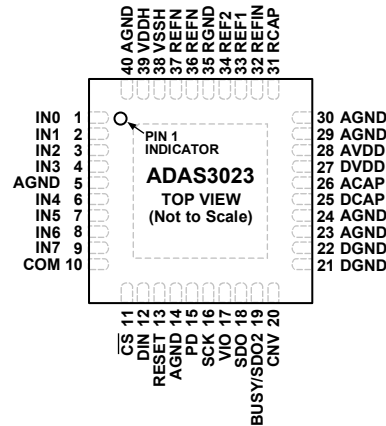 40 AGND
39 VDDH
38 VSSH
37 REFN
36 REFN
35 RGND
34 REF2
33 REF1
32 REFIN
31 RCAP
IN0 1
IN1 2
IN2 3
IN3 4
AGND 5
IN4 6
IN5 7
IN6 8
IN7 9
COM 10
PIN 1
INDICATOR
ADAS3023
TOP VIEW
(Not to Scale)
30 AGND
29 AGND
28 AVDD
27 DVDD
26 ACAP
25 DCAP
24 AGND
23 AGND
22 DGND
21 DGND
CS 11
DIN 12
RESET 13
AGND 14
PD 15
SCK 16
VIO 17
SDO 18
BUSY/SDO2 19
CNV 20